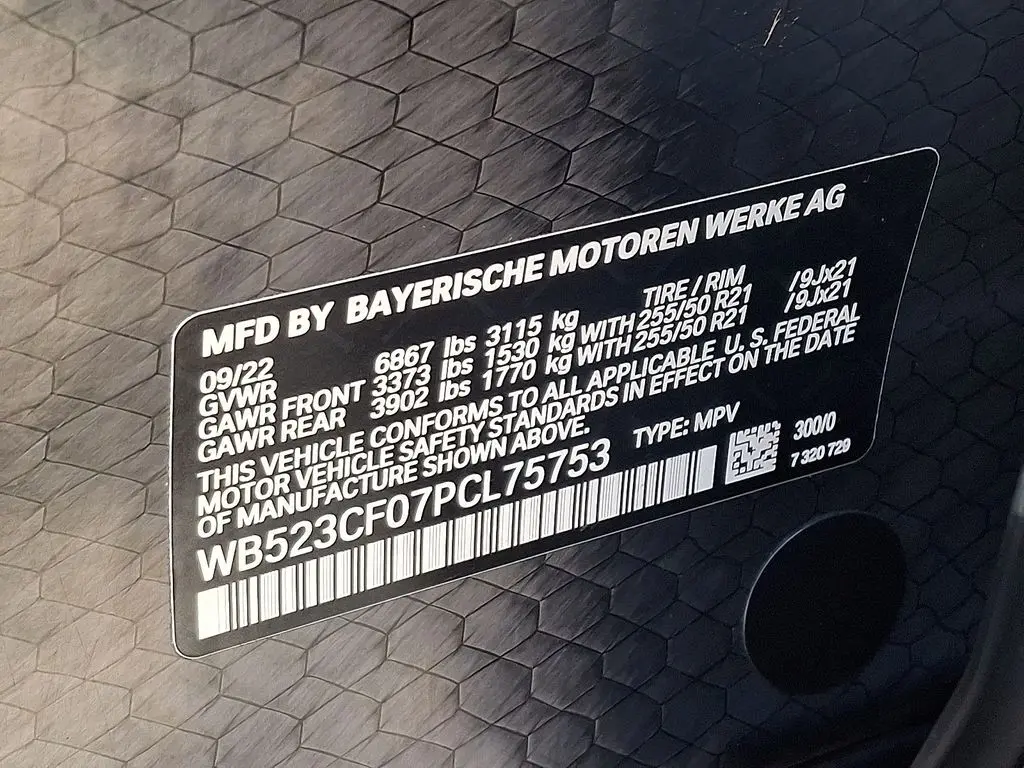 MFD BY BAYERISCHE MOTOREN WERKE AG
09/22 TIRE / RIM
GVWR 6867 lbs 3115 kg
GAWR FRONT 3373 lbs 1530 kg WITH 255/50 R21 /9Jx21
GAWR REAR 3902 lbs 1770 kg WITH 255/50 R21 /9Jx21
THIS VEHICLE CONFORMS TO ALL APPLICABLE U. S. FEDERAL
MOTOR VEHICLE SAFETY STANDARDS IN EFFECT ON THE DATE
OF MANUFACTURE SHOWN ABOVE.
WB523CF07PCL75753 TYPE: MPV 300/0
7 320 729